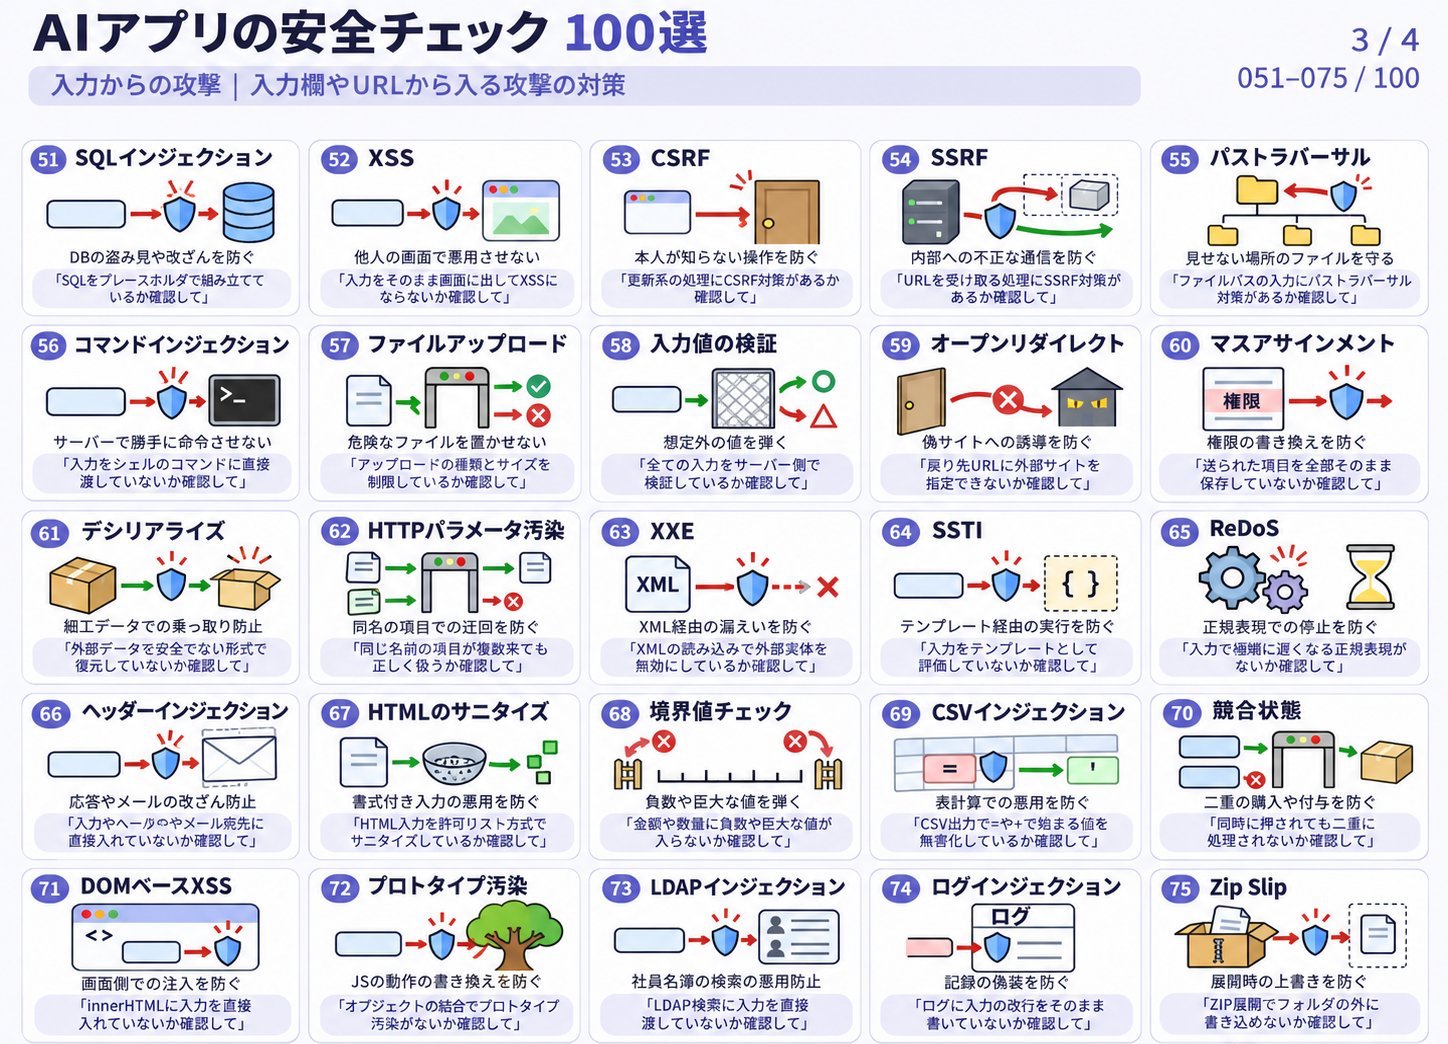 AIアプリの安全チェック 100選
3 / 4
入力からの攻撃 | 入力欄やURLから入る攻撃の対策
051–075 / 100
51 SQLインジェクション
DBの盗み見や改ざんを防ぐ
「SQLをプレースホルダで組み立てて
いるか確認して」
52 XSS
他人の画面で悪用させない
「入力をそのまま画面に出してXSSに
ならないか確認して」
53 CSRF
本人が知らない操作を防ぐ
「更新系の処理にCSRF対策があるか
確認して」
54 SSRF
内部への不正な通信を防ぐ
「URLを受け取る処理にSSRF対策が
あるか確認して」
55 パストラバーサル
見せない場所のファイルを守る
「ファイルパスの入力にパストラバーサル
対策があるか確認して」
56 コマンドインジェクション
>_
サーバーで勝手に命令させない
「入力をシェルのコマンドに直接
渡していないか確認して」
57 ファイルアップロード
危険なファイルを置かせない
「アップロードの種類とサイズを
制限しているか確認して」
58 入力値の検証
想定外の値を弾く
「全ての入力をサーバー側で
検証しているか確認して」
59 オープンリダイレクト
偽サイトへの誘導を防ぐ
「戻り先URLに外部サイトを
指定できないか確認して」
60 マスアサインメント
権限
権限の書き換えを防ぐ
「送られた項目を全部そのまま
保存していないか確認して」
61 デシリアライズ
細工データでの乗っ取り防止
「外部データで安全でない形式で
復元していないか確認して」
62 HTTPパラメータ汚染
同名の項目での迂回を防ぐ
「同じ名前の項目が複数来ても
正しく扱うか確認して」
63 XXE
XML
XML経由の漏えいを防ぐ
「XMLの読み込みで外部実体を
無効にしているか確認して」
64 SSTI
{ }
テンプレート経由の実行を防ぐ
「入力をテンプレートとして
評価していないか確認して」
65 ReDoS
正規表現での停止を防ぐ
「入力で極端に遅くなる正規表現が
ないか確認して」
66 ヘッダーインジェクション
応答やメールの改ざん防止
「入力やメール宛先に
直接入れていないか確認して」
67 HTMLのサニタイズ
書式付き入力の悪用を防ぐ
「HTML入力を許可リスト方式で
サニタイズしているか確認して」
68 境界値チェック
負数や巨大な値を弾く
「金額や数量に負数や巨大な値が
入らないか確認して」
69 CSVインジェクション
= '
表計算での悪用を防ぐ
「CSV出力で=や+で始まる値を
無害化しているか確認して」
70 競合状態
二重の購入や付与を防ぐ
「同時に押されても二重に
処理されないか確認して」
71 DOMベースXSS
< >
画面側での注入を防ぐ
「innerHTMLに入力を直接
入れていないか確認して」
72 プロトタイプ汚染
JSの動作の書き換えを防ぐ
「オブジェクトの結合でプロトタイプ
汚染がないか確認して」
73 LDAPインジェクション
社員名簿の検索の悪用防止
「LDAP検索に入力を直接
渡していないか確認して」
74 ログインジェクション
ログ
記録の偽装を防ぐ
「ログに入力の改行をそのまま
書いていないか確認して」
75 Zip Slip
展開時の上書きを防ぐ
「ZIP展開でフォルダの外に
書き込めないか確認して」